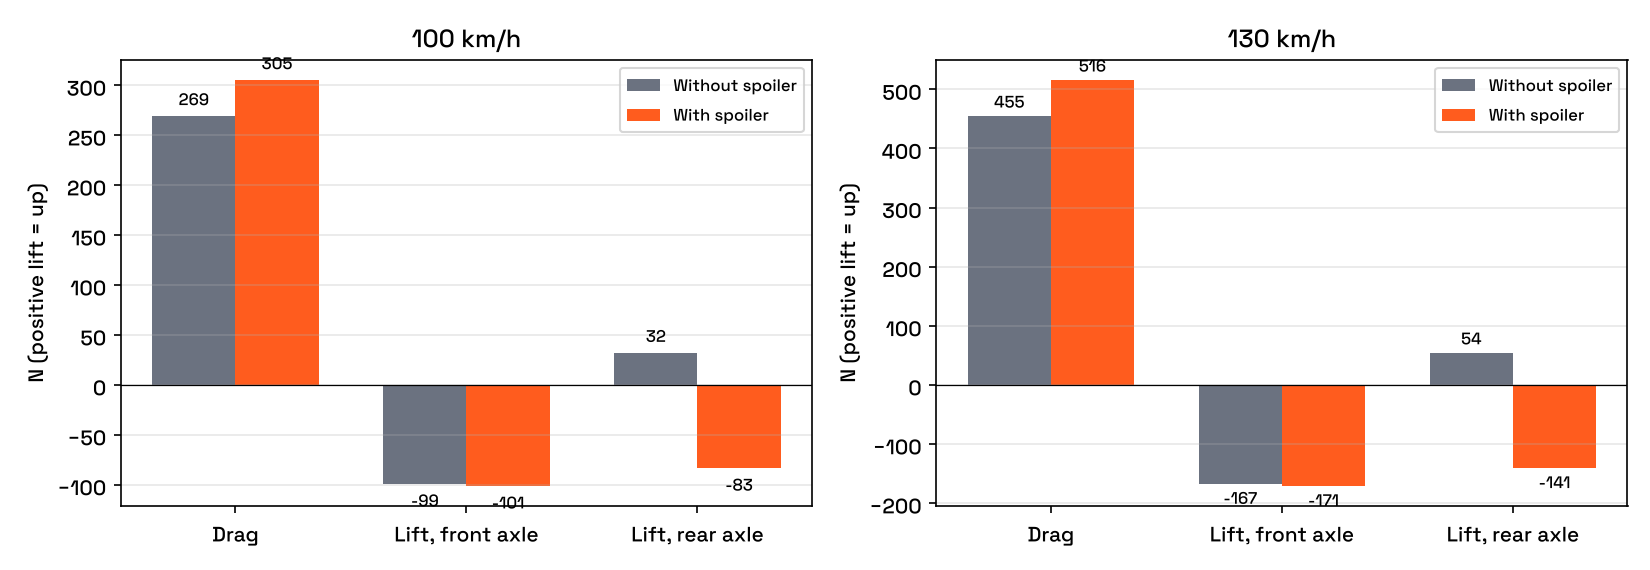 100 km/h
N (positive lift = up)
300
250
200
150
100
50
0
−50
−100
269
305
-99
-101
32
-83
Without spoiler
With spoiler
Drag
Lift, front axle
Lift, rear axle
130 km/h
N (positive lift = up)
500
400
300
200
100
0
−100
−200
455
516
-167
-171
54
-141
Without spoiler
With spoiler
Drag
Lift, front axle
Lift, rear axle